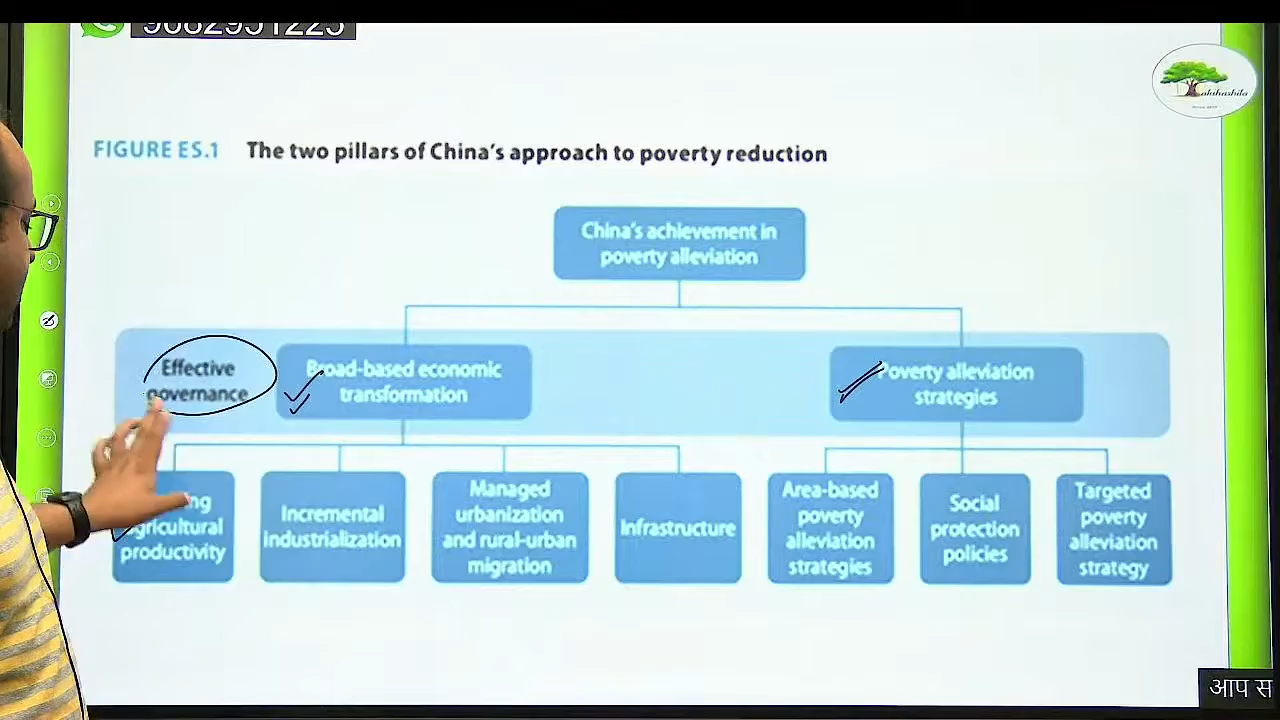 FIGURE ES.1 The two pillars of China's approach to poverty reduction
China's achievement in
poverty alleviation
Effective
governance
Broad-based economic
transformation
Poverty alleviation
strategies
agricultural
productivity
Incremental
industrialization
Managed
urbanization
and rural-urban
migration
Infrastructure
Area-based
poverty
alleviation
strategies
Social
protection
policies
Targeted
poverty
alleviation
strategy
आप स